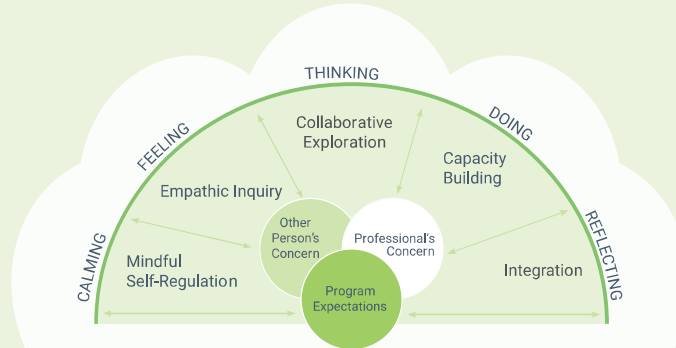 THINKING
FEELING
DOING
CALMING
REFLECTING
Collaborative
Exploration
Capacity
Building
Empathic Inquiry
Other
Person's
Concern
Professional's
Concern
Mindful
Self-Regulation
Integration
Program
Expectations